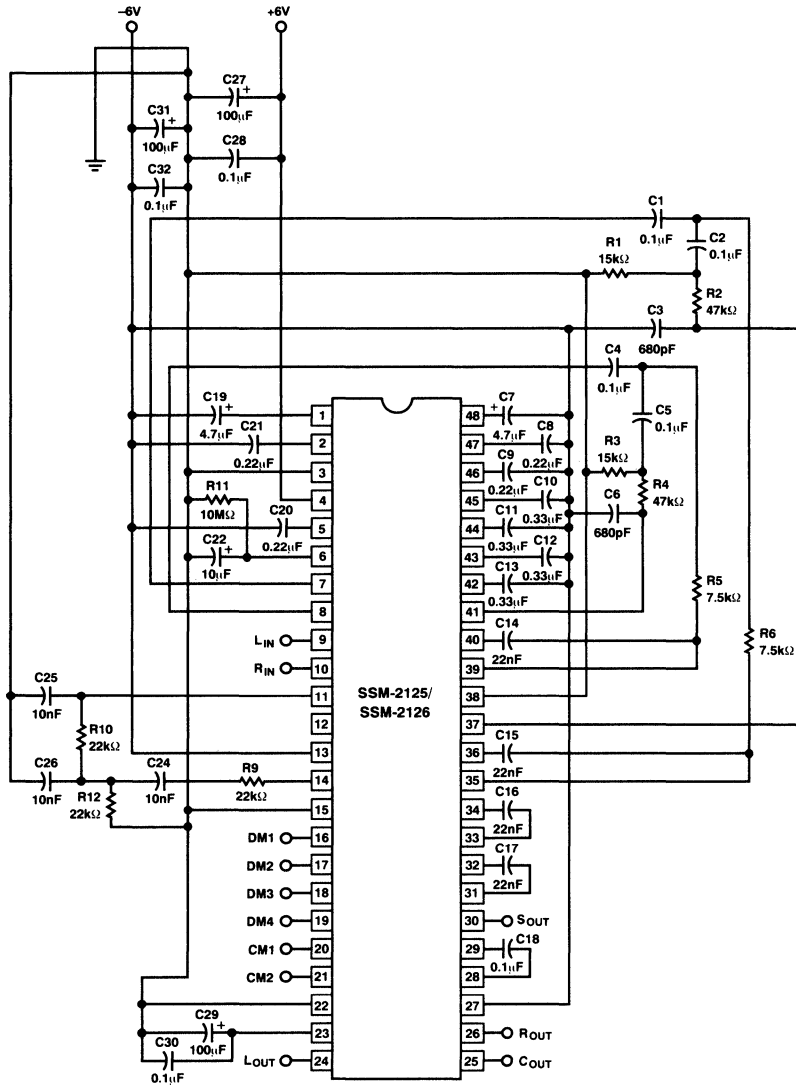 −6V
+6V
C27
+
100µF
C31
+
100µF
C28
0.1µF
C32
0.1µF
C1
0.1µF
C2
0.1µF
R1
15kΩ
R2
47kΩ
C3
680pF
C4
0.1µF
C5
0.1µF
R3
15kΩ
R4
47kΩ
C6
680pF
R5
7.5kΩ
R6
7.5kΩ
C19
+
4.7µF
C21
0.22µF
R11
10MΩ
C20
0.22µF
C22
+
10µF
LIN
RIN
C25
10nF
R10
22kΩ
C26
10nF
R12
22kΩ
C24
10nF
R9
22kΩ
DM1
DM2
DM3
DM4
CM1
CM2
C29
+
100µF
C30
0.1µF
LOUT
1
2
3
4
5
6
7
8
9
10
11
12
13
14
15
16
17
18
19
20
21
22
23
24
SSM-2125/
SSM-2126
48
47
46
45
44
43
42
41
40
39
38
37
36
35
34
33
32
31
30
29
28
27
26
25
+
C7
4.7µF
C8
0.22µF
C9
0.22µF
C10
0.33µF
C11
0.33µF
C12
0.33µF
C13
0.33µF
C14
22nF
C15
22nF
C16
22nF
C17
22nF
SOUT
C18
0.1µF
ROUT
COUT